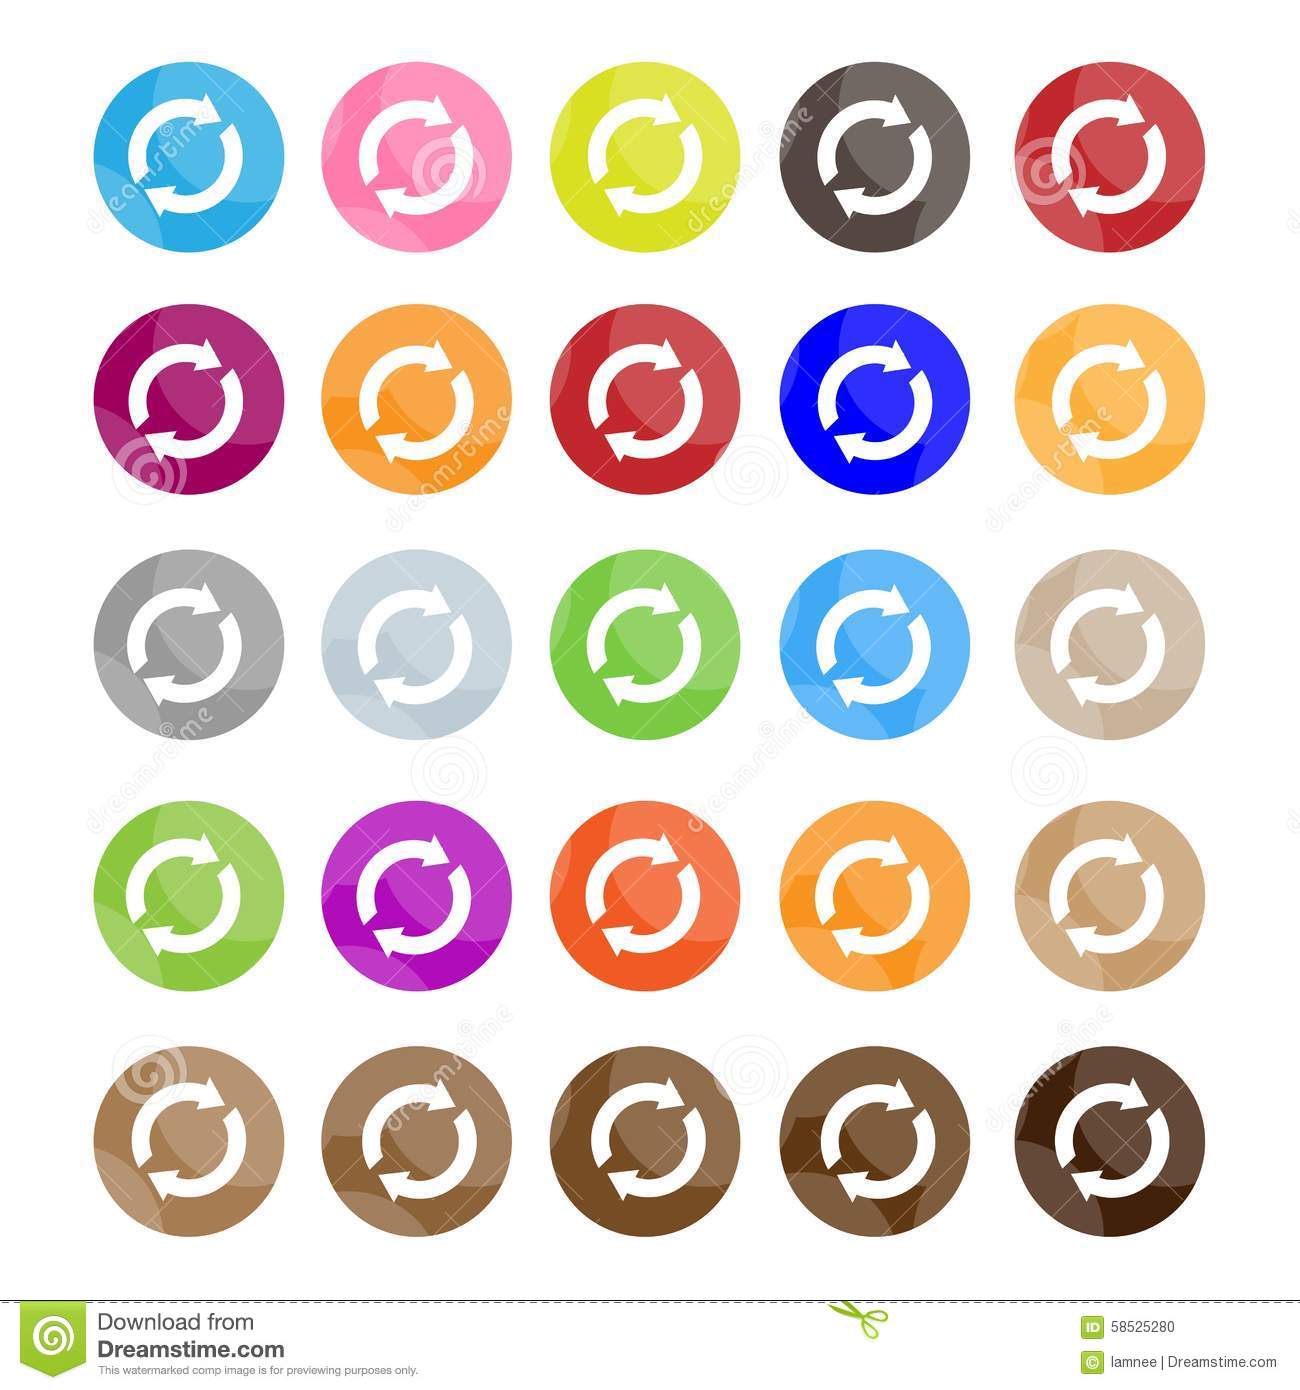 Download from
Dreamstime.com
This watermarked comp image is for previewing purposes only.
ID 58525280
© Iamnee | Dreamstime.com